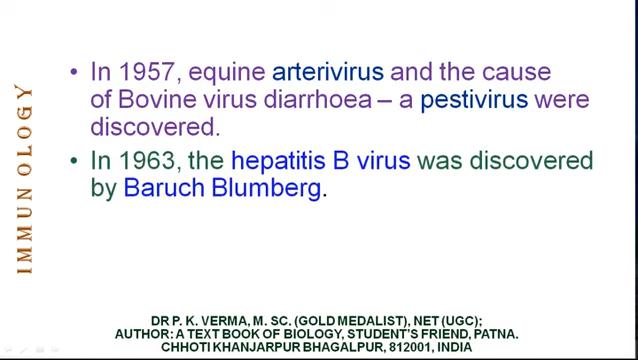 IMMUNOLOGY
• In 1957, equine arterivirus and the cause
of Bovine virus diarrhoea – a pestivirus were
discovered.
• In 1963, the hepatitis B virus was discovered
by Baruch Blumberg.
DR P. K. VERMA, M. SC. (GOLD MEDALIST), NET (UGC);
AUTHOR: A TEXT BOOK OF BIOLOGY, STUDENT'S FRIEND, PATNA.
CHHOTI KHANJARPUR BHAGALPUR, 812001, INDIA